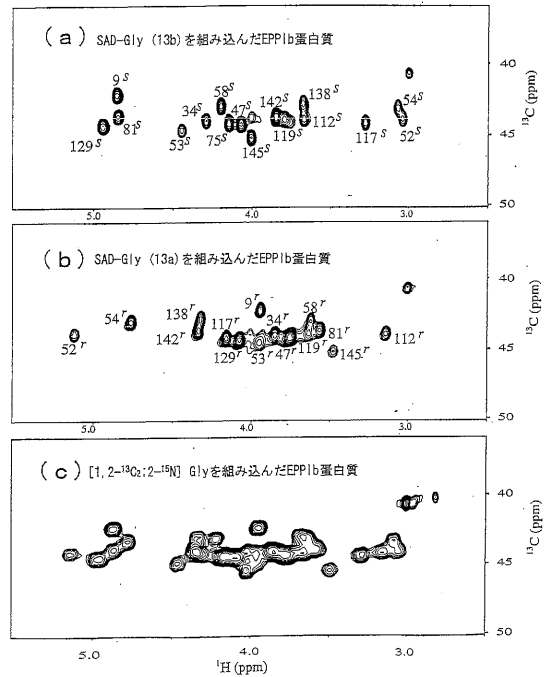 (a) SAD-Gly (13b)を組み込んだEPPIb蛋白質
9ˢ
58ˢ
138ˢ
54ˢ
34ˢ
47ˢ
142ˢ
129ˢ
81ˢ
53ˢ
75ˢ
145ˢ
119ˢ
112ˢ
117ˢ
52ˢ
40
45
50
¹³C (ppm)
5.0
4.0
3.0
(b) SAD-Gly (13a)を組み込んだEPPIb蛋白質
54ʳ
138ʳ
9ʳ
58ʳ
117ʳ
34ʳ
52ʳ
142ʳ
129ʳ
53ʳ
47ʳ
119ʳ
81ʳ
145ʳ
112ʳ
40
45
50
¹³C (ppm)
5.0
4.0
3.0
(c) [1,2-¹³C₂;2-¹⁵N] Glyを組み込んだEPPIb蛋白質
40
45
50
¹³C (ppm)
5.0
4.0
3.0
¹H (ppm)